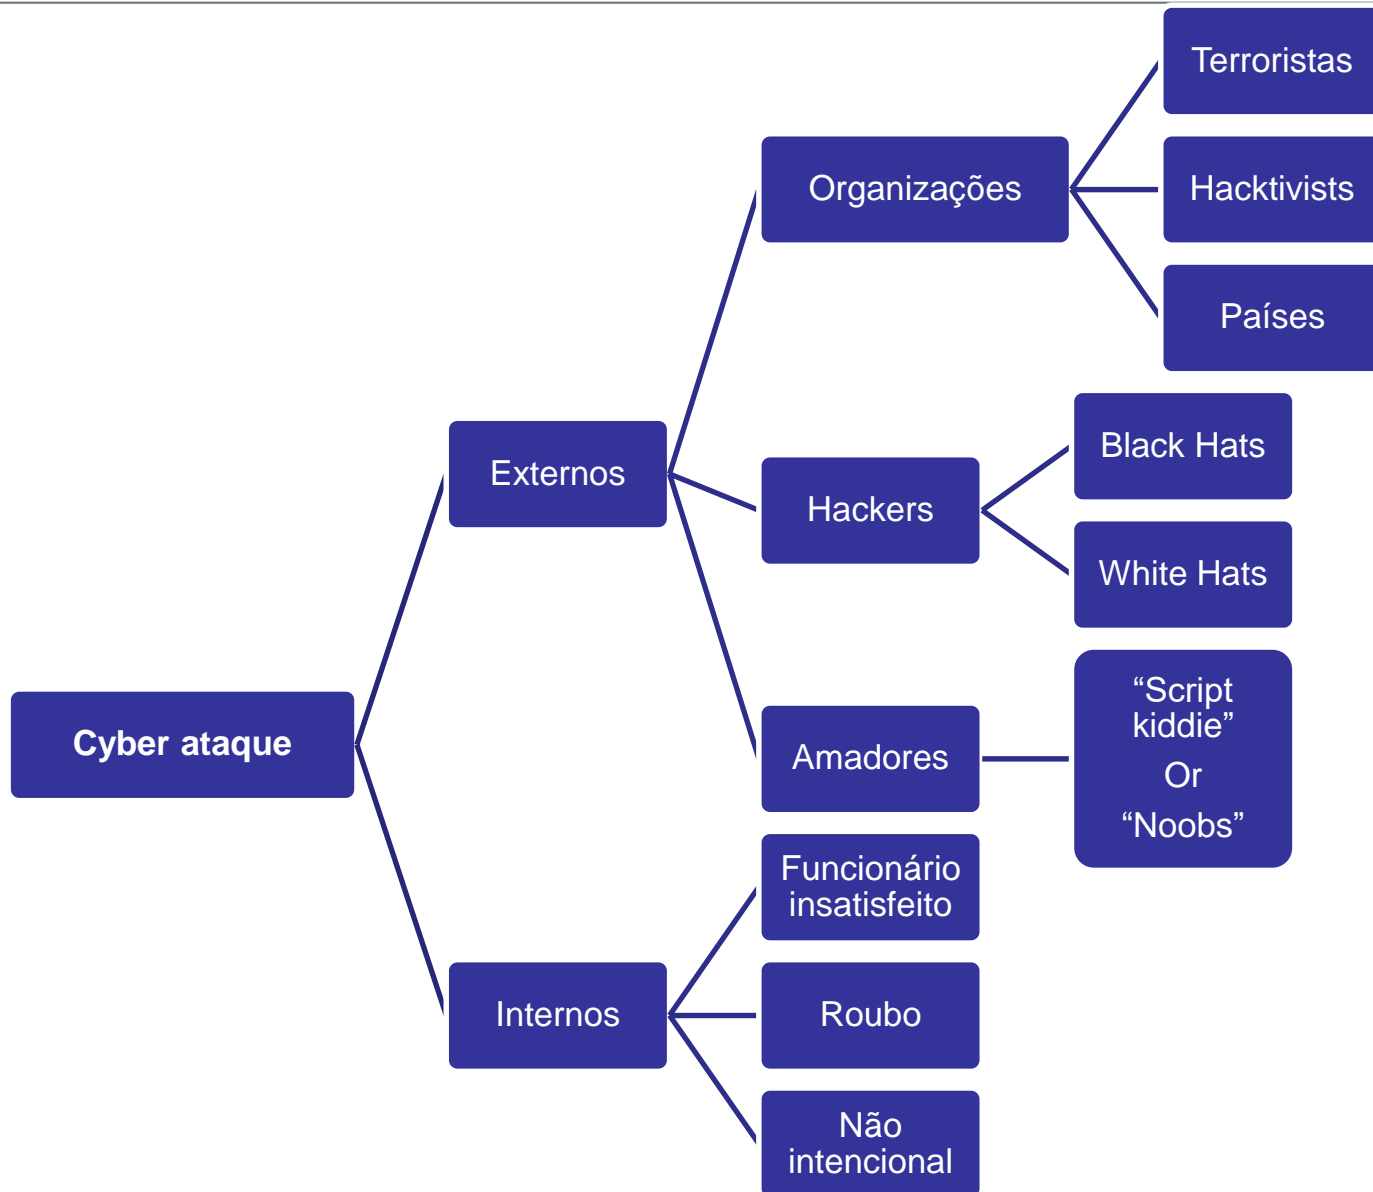 Terroristas
Organizações
Hacktivists
Países
Externos
Black Hats
Hackers
White Hats
Cyber ataque
Amadores
“Script
kiddie”
Or
“Noobs”
Funcionário
insatisfeito
Internos
Roubo
Não
intencional